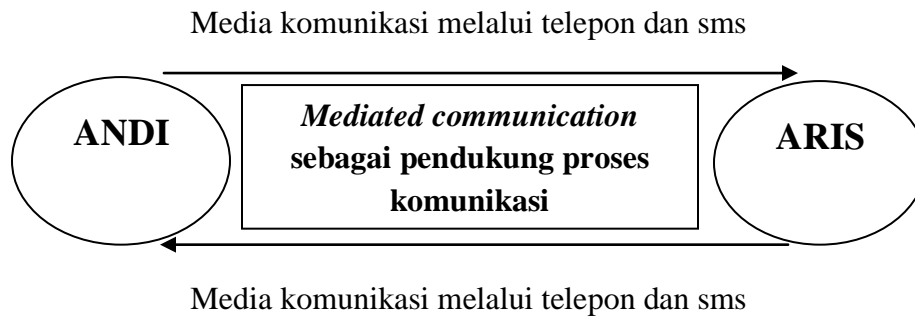 Media komunikasi melalui telepon dan sms
ANDI
Mediated communication
sebagai pendukung proses
komunikasi
ARIS
Media komunikasi melalui telepon dan sms